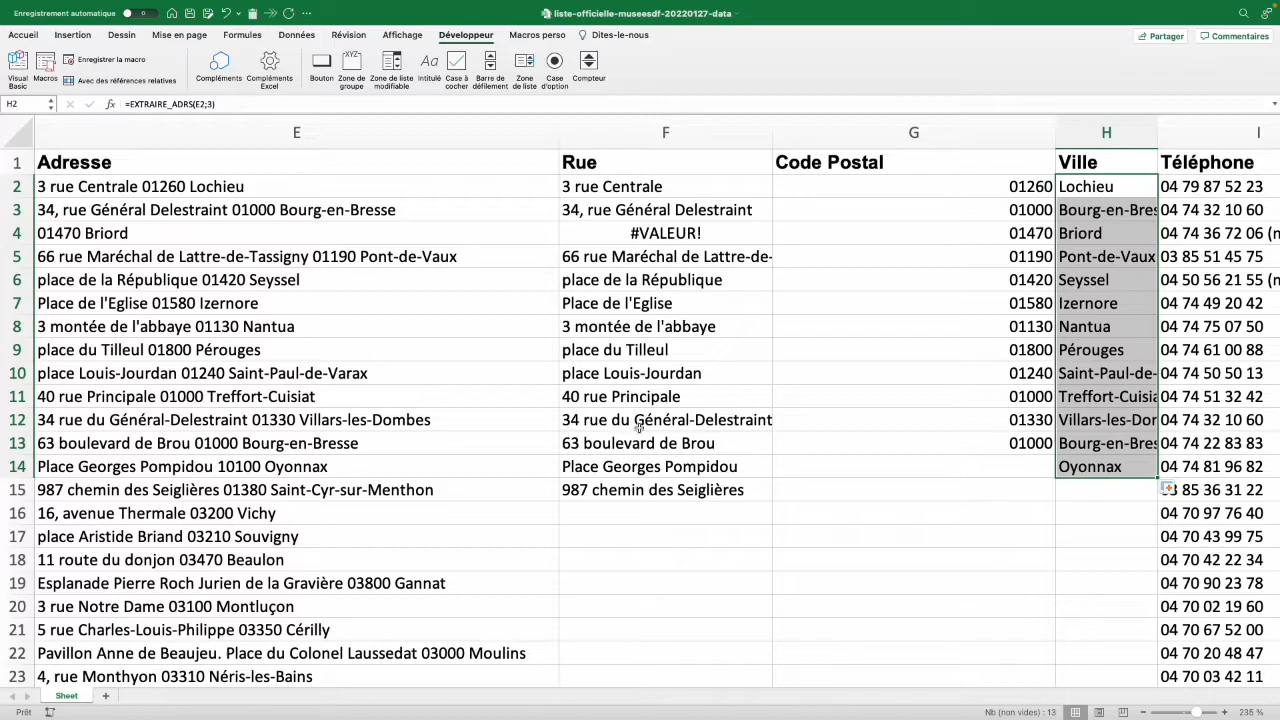 Enregistrement automatique
liste-officielle-museesdf-20220127-data
Accueil Insertion Dessin Mise en page Formules Données Révision Affichage Développeur Macros perso Dites-le-nous Partager Commentaires
Visual Basic
Macros
Enregistrer la macro
Avec des références relatives
Compléments
Compléments Excel
Bouton
Zone de groupe
Zone de liste modifiable
Intitulé
Case à cocher
Barre de défilement
Zone de liste
Case d'option
Compteur
H2 fx =EXTRAIRE_ADRS(E2;3)
E F G H I
1 Adresse Rue Code Postal Ville Téléphone
2 3 rue Centrale 01260 Lochieu 3 rue Centrale 01260 Lochieu 04 79 87 52 23
3 34, rue Général Delestraint 01000 Bourg-en-Bresse 34, rue Général Delestraint 01000 Bourg-en-Bres 04 74 32 10 60
4 01470 Briord #VALEUR! 01470 Briord 04 74 36 72 06 (n
5 66 rue Maréchal de Lattre-de-Tassigny 01190 Pont-de-Vaux 66 rue Maréchal de Lattre-de- 01190 Pont-de-Vaux 03 85 51 45 75
6 place de la République 01420 Seyssel place de la République 01420 Seyssel 04 50 56 21 55 (t
7 Place de l'Eglise 01580 Izernore Place de l'Eglise 01580 Izernore 04 74 49 20 42
8 3 montée de l'abbaye 01130 Nantua 3 montée de l'abbaye 01130 Nantua 04 74 75 07 50
9 place du Tilleul 01800 Pérouges place du Tilleul 01800 Pérouges 04 74 61 00 88
10 place Louis-Jourdan 01240 Saint-Paul-de-Varax place Louis-Jourdan 01240 Saint-Paul-de- 04 74 50 50 13
11 40 rue Principale 01000 Treffort-Cuisiat 40 rue Principale 01000 Treffort-Cuisia 04 74 51 32 42
12 34 rue du Général-Delestraint 01330 Villars-les-Dombes 34 rue du Général-Delestraint 01330 Villars-les-Dor 04 74 32 10 60
13 63 boulevard de Brou 01000 Bourg-en-Bresse 63 boulevard de Brou 01000 Bourg-en-Bres 04 74 22 83 83
14 Place Georges Pompidou 10100 Oyonnax Place Georges Pompidou Oyonnax 04 74 81 96 82
15 987 chemin des Seiglières 01380 Saint-Cyr-sur-Menthon 987 chemin des Seiglières 85 36 31 22
16 16, avenue Thermale 03200 Vichy 04 70 97 76 40
17 place Aristide Briand 03210 Souvigny 04 70 43 99 75
18 11 route du donjon 03470 Beaulon 04 70 42 22 34
19 Esplanade Pierre Roch Jurien de la Gravière 03800 Gannat 04 70 90 23 78
20 3 rue Notre Dame 03100 Montluçon 04 70 02 19 60
21 5 rue Charles-Louis-Philippe 03350 Cérilly 04 70 67 52 00
22 Pavillon Anne de Beaujeu. Place du Colonel Laussedat 03000 Moulins 04 70 20 48 47
23 4, rue Monthyon 03310 Néris-les-Bains 04 70 03 42 11
Sheet
Prêt Nb (non vides) : 13 235 %